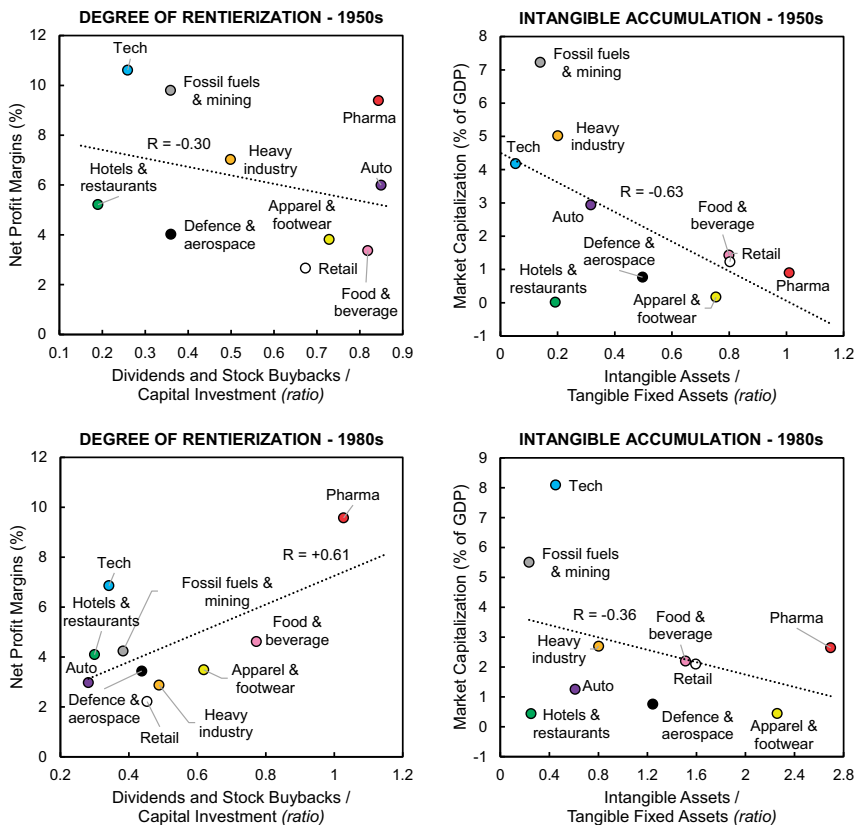 DEGREE OF RENTIERIZATION - 1950s
Net Profit Margins (%)
12
10
8
6
4
2
0
Tech
Fossil fuels
& mining
Pharma
R = -0.30
Heavy
industry
Hotels &
restaurants
Auto
Apparel &
footwear
Defence &
aerospace
Retail
Food &
beverage
0.1 0.2 0.3 0.4 0.5 0.6 0.7 0.8 0.9
Dividends and Stock Buybacks /
Capital Investment (ratio)
INTANGIBLE ACCUMULATION - 1950s
Market Capitalization (% of GDP)
8
7
6
5
4
3
2
1
0
-1
Fossil fuels
& mining
Heavy
industry
Tech
R = -0.63
Auto
Food &
beverage
Defence &
aerospace
Retail
Hotels &
restaurants
Pharma
Apparel &
footwear
0 0.2 0.4 0.6 0.8 1 1.2
Intangible Assets /
Tangible Fixed Assets (ratio)
DEGREE OF RENTIERIZATION - 1980s
Net Profit Margins (%)
12
10
8
6
4
2
0
Pharma
R = +0.61
Tech
Fossil fuels &
mining
Hotels &
restaurants
Food &
beverage
Auto
Apparel &
footwear
Defence &
aerospace
Heavy
industry
Retail
0.2 0.4 0.6 0.8 1 1.2
Dividends and Stock Buybacks /
Capital Investment (ratio)
INTANGIBLE ACCUMULATION - 1980s
Market Capitalization (% of GDP)
9
8
7
6
5
4
3
2
1
0
-1
Tech
Fossil fuels
& mining
R = -0.36
Food &
beverage
Pharma
Heavy
industry
Retail
Auto
Hotels &
restaurants
Defence &
aerospace
Apparel &
footwear
0 0.4 0.8 1.2 1.6 2 2.4 2.8
Intangible Assets /
Tangible Fixed Assets (ratio)